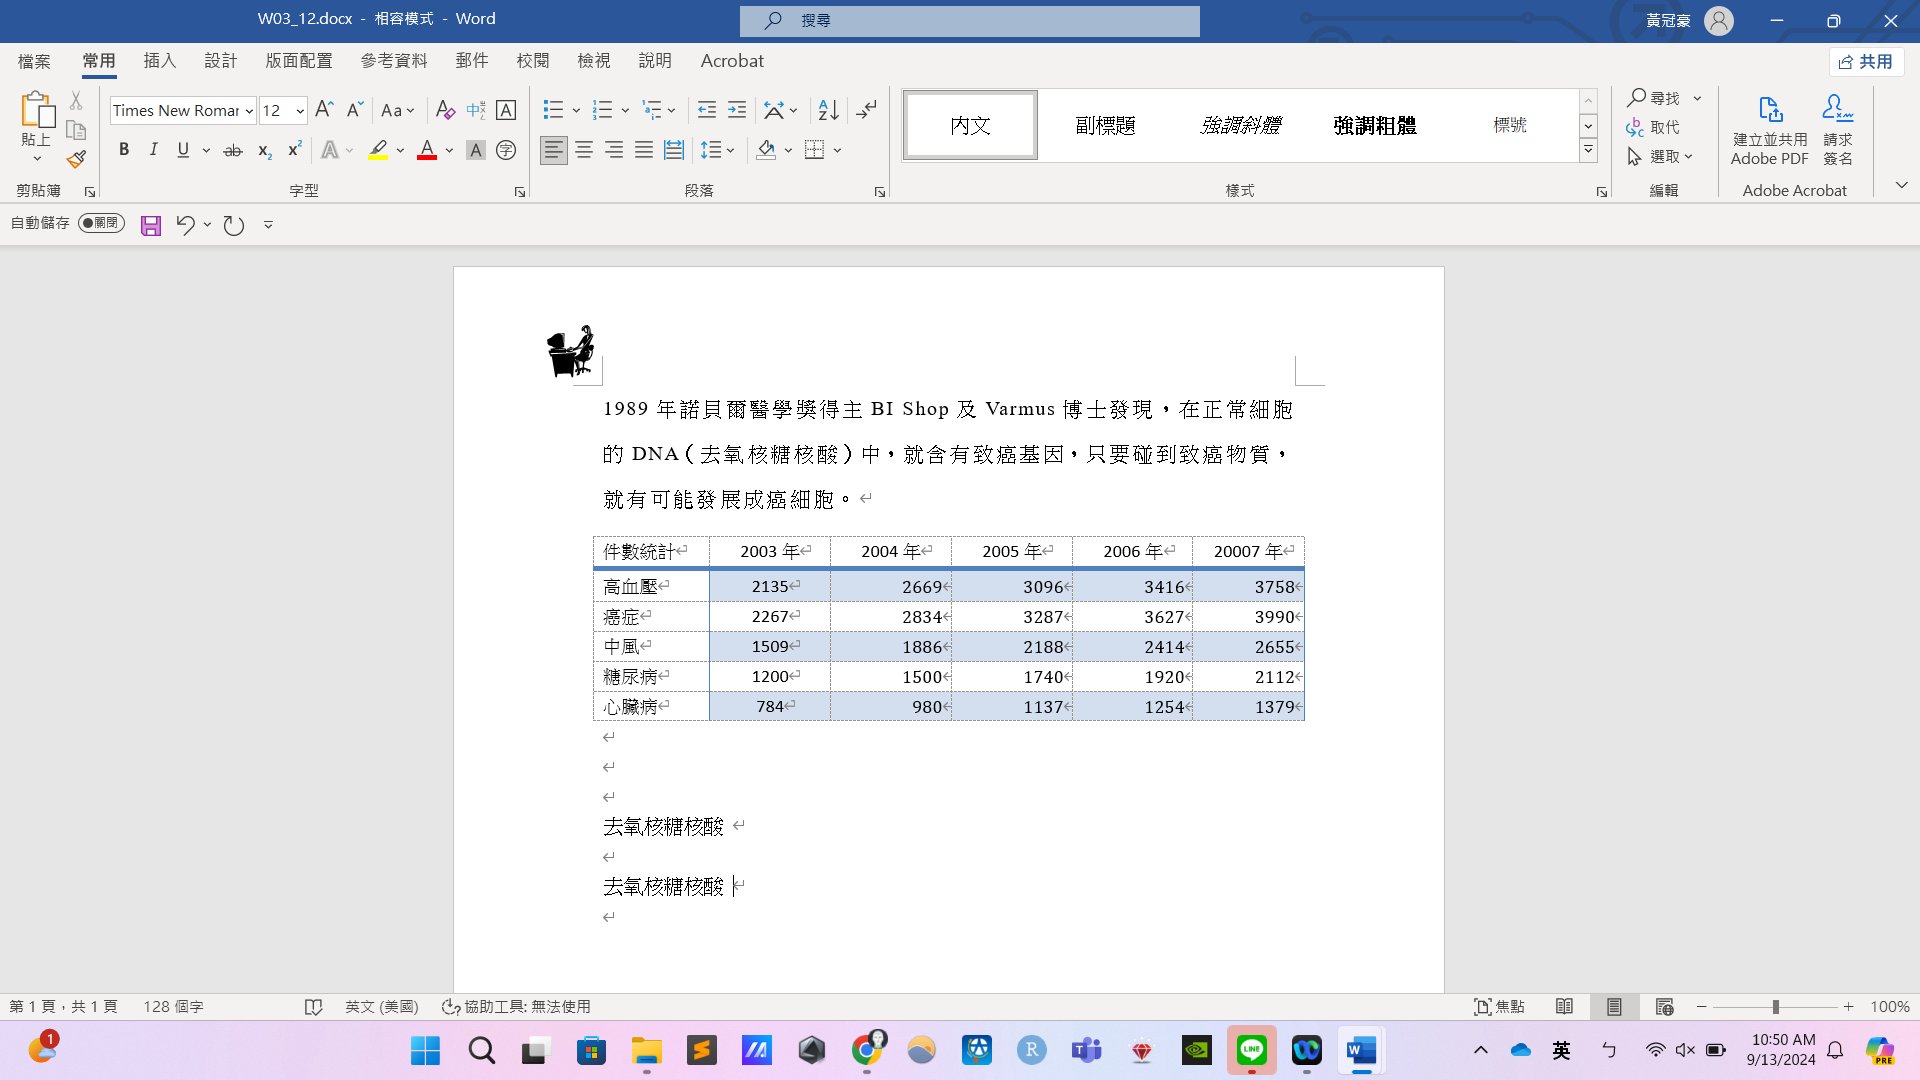 W03_12.docx - 相容模式 - Word
搜尋
黃冠豪
檔案 常用 插入 設計 版面配置 參考資料 郵件 校閱 檢視 說明 Acrobat
共用
Times New Roman 12
貼上
內文 副標題 強調斜體 強調粗體 標號
尋找
取代
選取
建立並共用 Adobe PDF
請求簽名
剪貼簿 字型 段落 樣式 編輯 Adobe Acrobat
自動儲存 關閉
1989 年諾貝爾醫學獎得主 BI Shop 及 Varmus 博士發現，在正常細胞
的 DNA（去氧核糖核酸）中，就含有致癌基因，只要碰到致癌物質，
就有可能發展成癌細胞。
件數統計 2003 年 2004 年 2005 年 2006 年 20007 年
高血壓 2135 2669 3096 3416 3758
癌症 2267 2834 3287 3627 3990
中風 1509 1886 2188 2414 2655
糖尿病 1200 1500 1740 1920 2112
心臟病 784 980 1137 1254 1379
去氧核糖核酸
去氧核糖核酸
第 1 頁，共 1 頁 128 個字 英文 (美國) 協助工具: 無法使用 焦點 100%
1
英
10:50 AM
9/13/2024
PRE